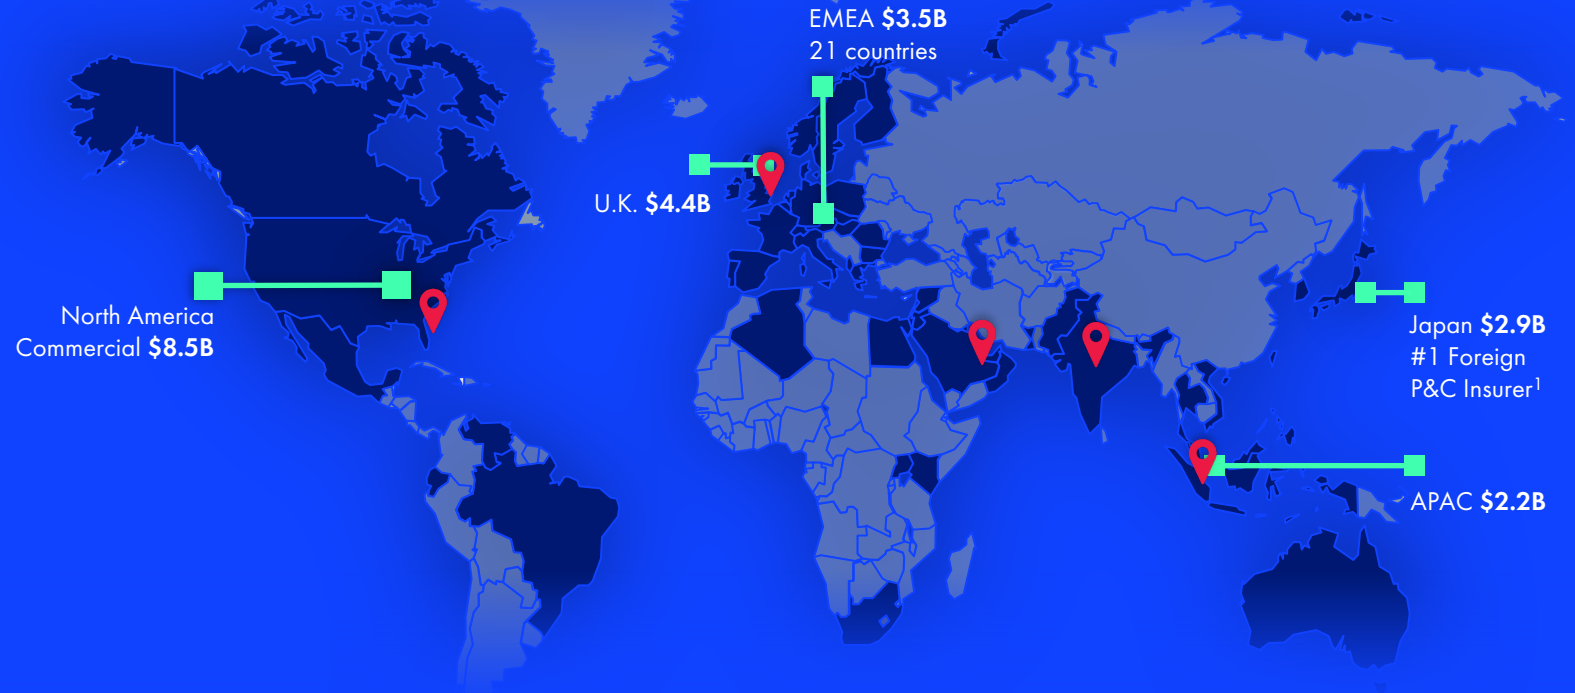 EMEA $3.5B
21 countries
U.K. $4.4B
North America
Commercial $8.5B
Japan $2.9B
#1 Foreign
P&C Insurer¹
APAC $2.2B